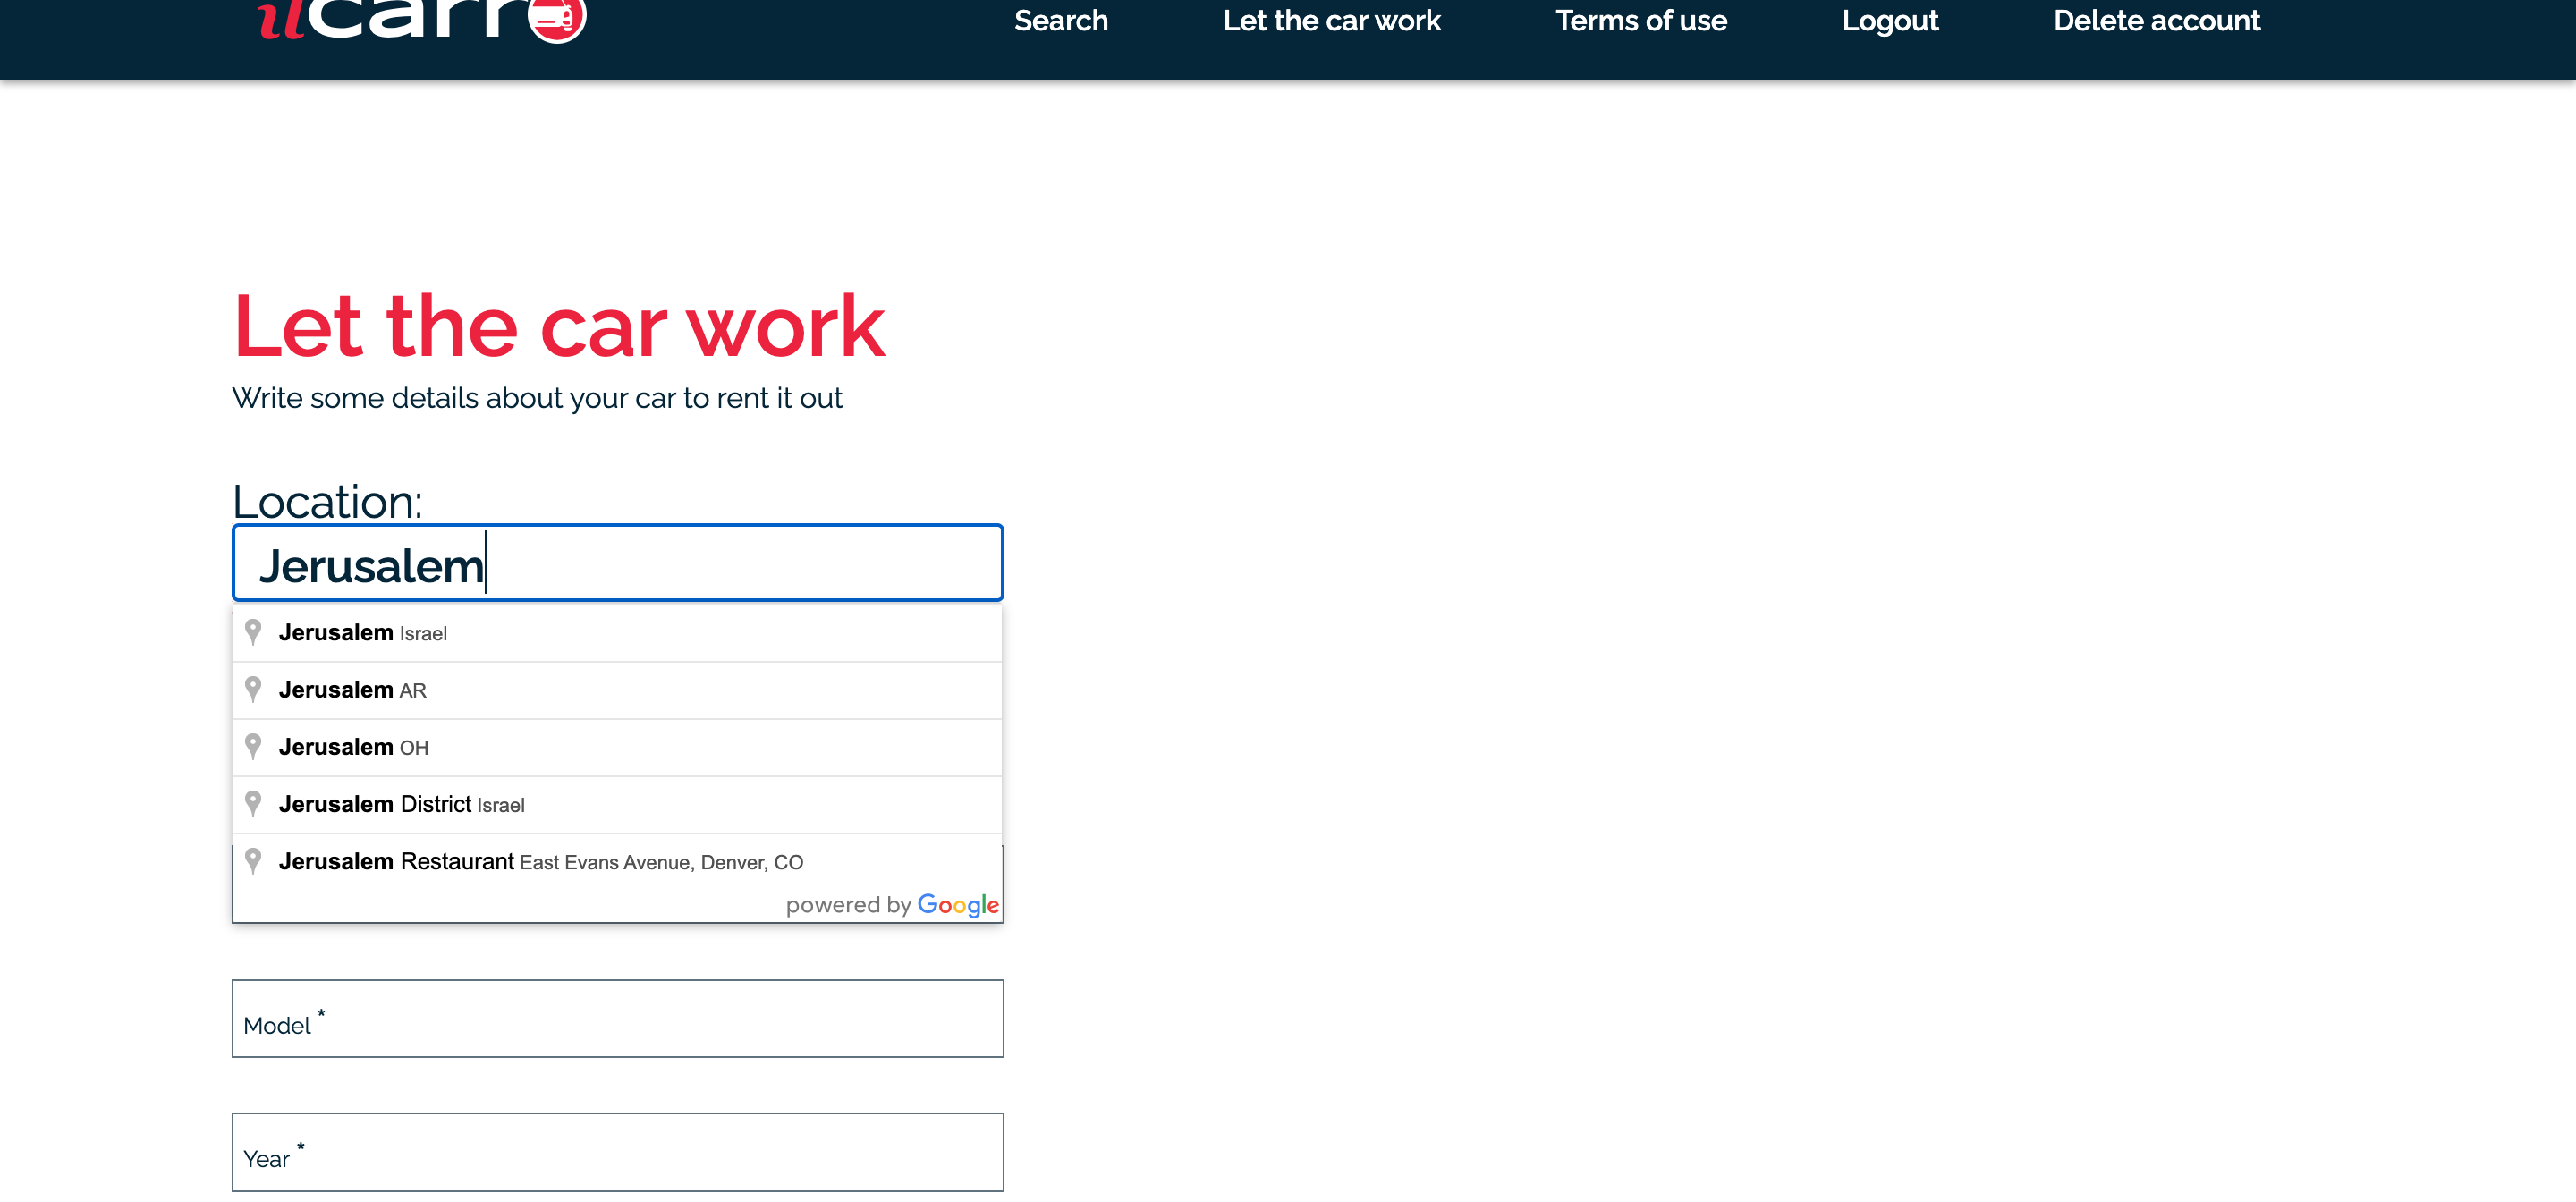 ilcarro
Search Let the car work Terms of use Logout Delete account
Let the car work
Write some details about your car to rent it out
Location:
Jerusalem
Jerusalem Israel
Jerusalem AR
Jerusalem OH
Jerusalem District Israel
Jerusalem Restaurant East Evans Avenue, Denver, CO
powered by Google
Model *
Year *